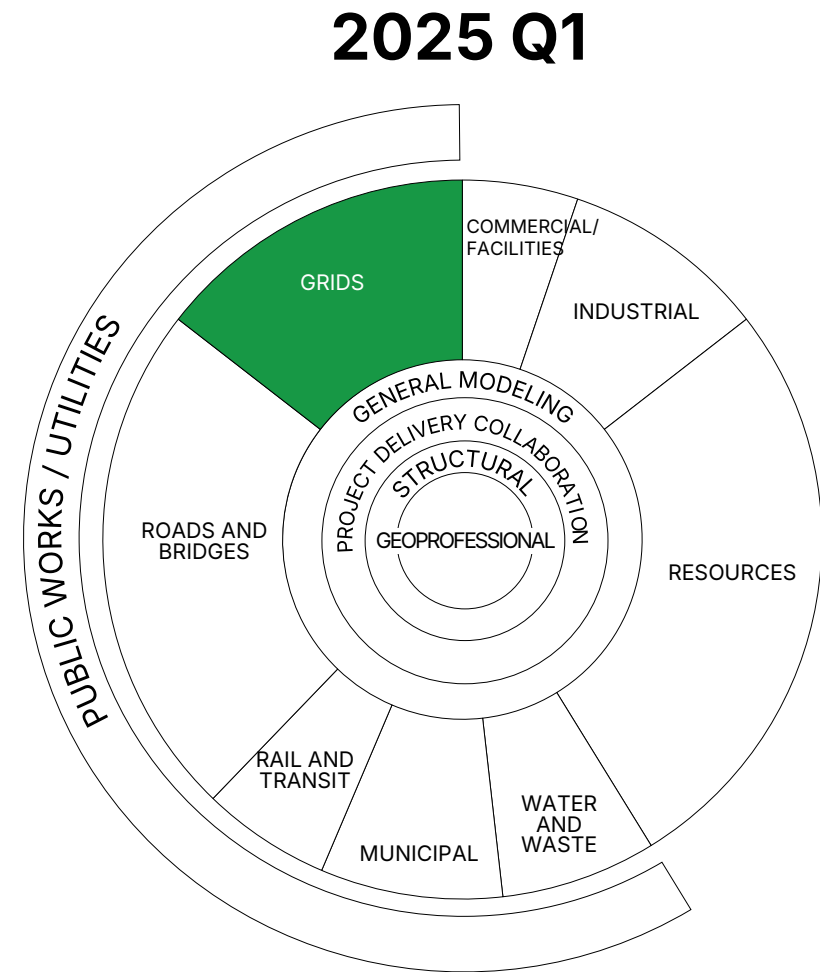 2025 Q1
COMMERCIAL/
FACILITIES
GRIDS
INDUSTRIAL
GENERAL MODELING
PROJECT DELIVERY COLLABORATION
STRUCTURAL
GEOPROFESSIONAL
PUBLIC WORKS / UTILITIES
ROADS AND
BRIDGES
RESOURCES
RAIL AND
TRANSIT
MUNICIPAL
WATER
AND
WASTE